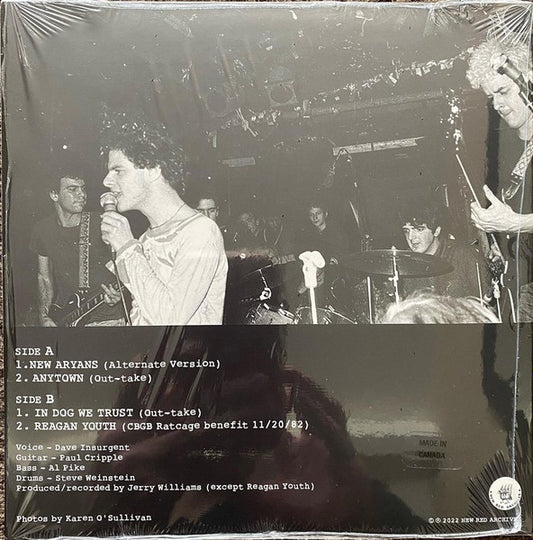 SIDE A
1.NEW ARYANS (Alternate Version)
2. ANYTOWN (Out-take)
SIDE B
1. IN DOG WE TRUST (Out-take)
2. REAGAN YOUTH (CBGB Ratcage benefit 11/20/82)
Voice - Dave Insurgent
Guitar - Paul Cripple
Bass - Al Pike
Drums - Steve Weinstein
Produced/recorded by Jerry Williams (except Reagan Youth)
MADE IN
CANADA
Photos by Karen O'Sullivan
© ℗ 2022 NEW RED ARCHIVES